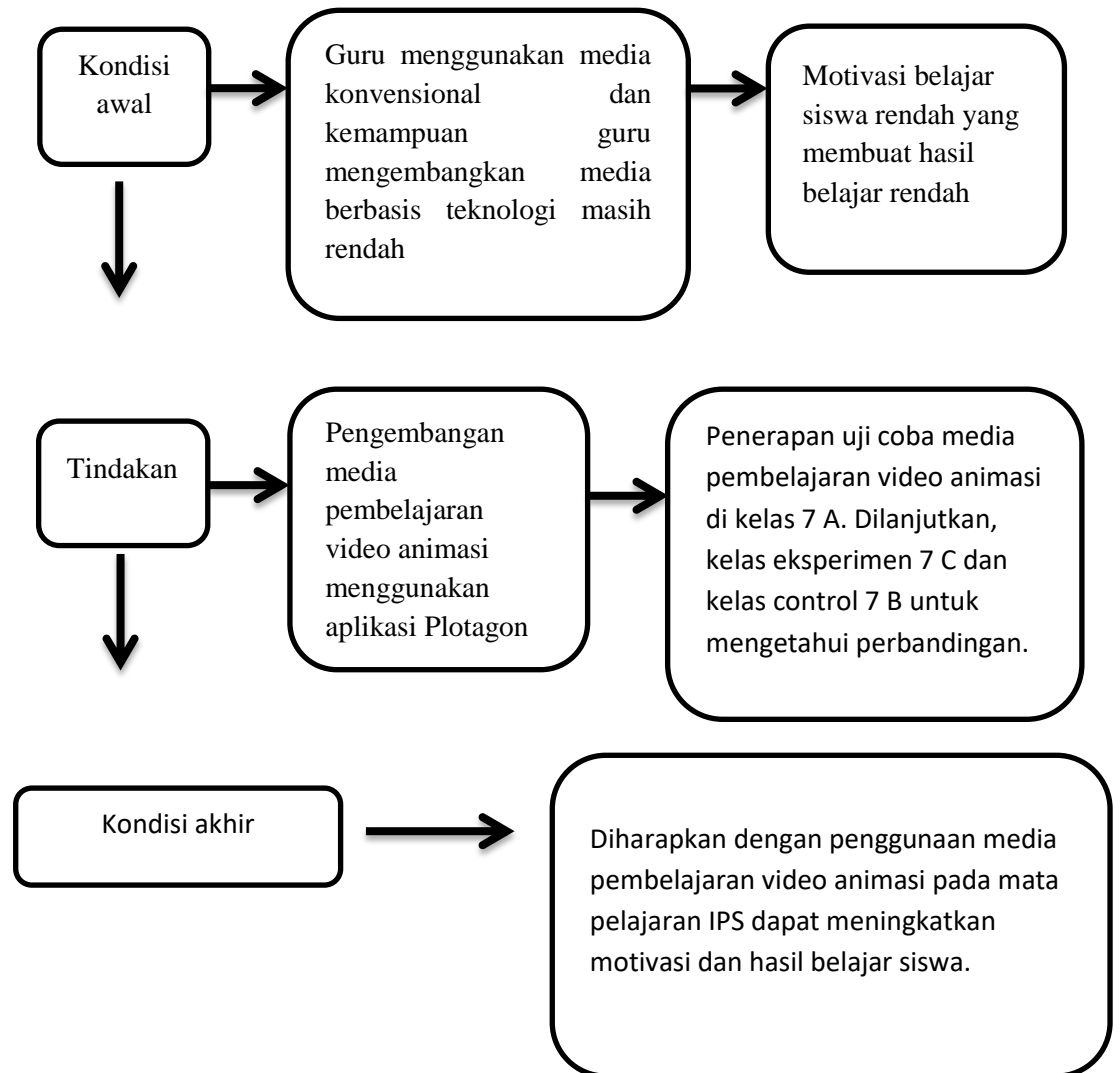 Kondisi
awal
Guru menggunakan media
konvensional dan
kemampuan guru
mengembangkan media
berbasis teknologi masih
rendah
Motivasi belajar
siswa rendah yang
membuat hasil
belajar rendah
Tindakan
Pengembangan
media
pembelajaran
video animasi
menggunakan
aplikasi Plotagon
Penerapan uji coba media
pembelajaran video animasi
di kelas 7 A. Dilanjutkan,
kelas eksperimen 7 C dan
kelas control 7 B untuk
mengetahui perbandingan.
Kondisi akhir
Diharapkan dengan penggunaan media
pembelajaran video animasi pada mata
pelajaran IPS dapat meningkatkan
motivasi dan hasil belajar siswa.